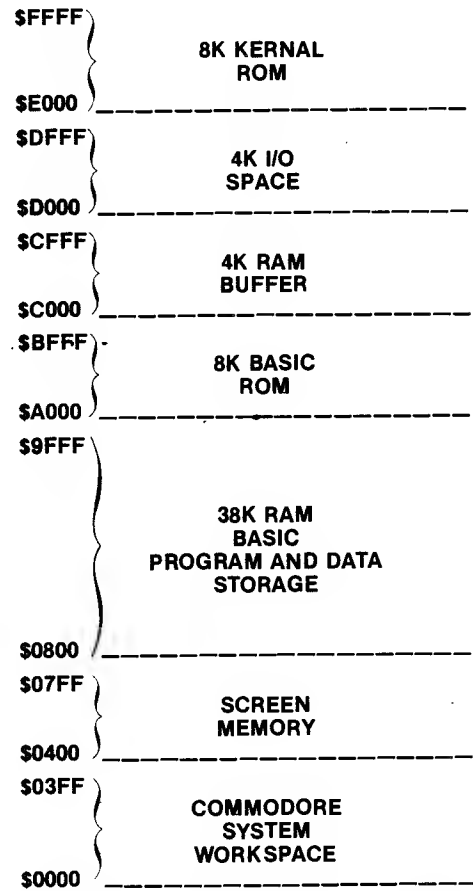 $FFFF
8K KERNAL
ROM
$E000
$DFFF
4K I/O
SPACE
$D000
$CFFF
4K RAM
BUFFER
$C000
$BFFF
8K BASIC
ROM
$A000
$9FFF
38K RAM
BASIC
PROGRAM AND DATA
STORAGE
$0800
$07FF
SCREEN
MEMORY
$0400
$03FF
COMMODORE
SYSTEM
WORKSPACE
$0000